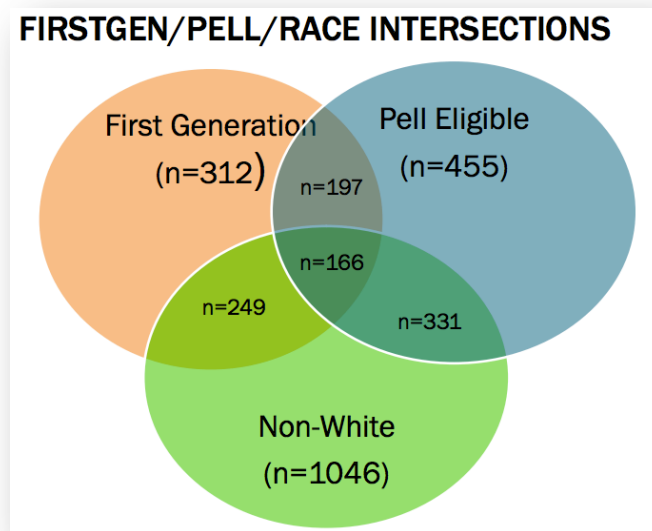 FIRSTGEN/PELL/RACE INTERSECTIONS
First Generation
(n=312)
Pell Eligible
(n=455)
n=197
n=166
n=249
n=331
Non-White
(n=1046)